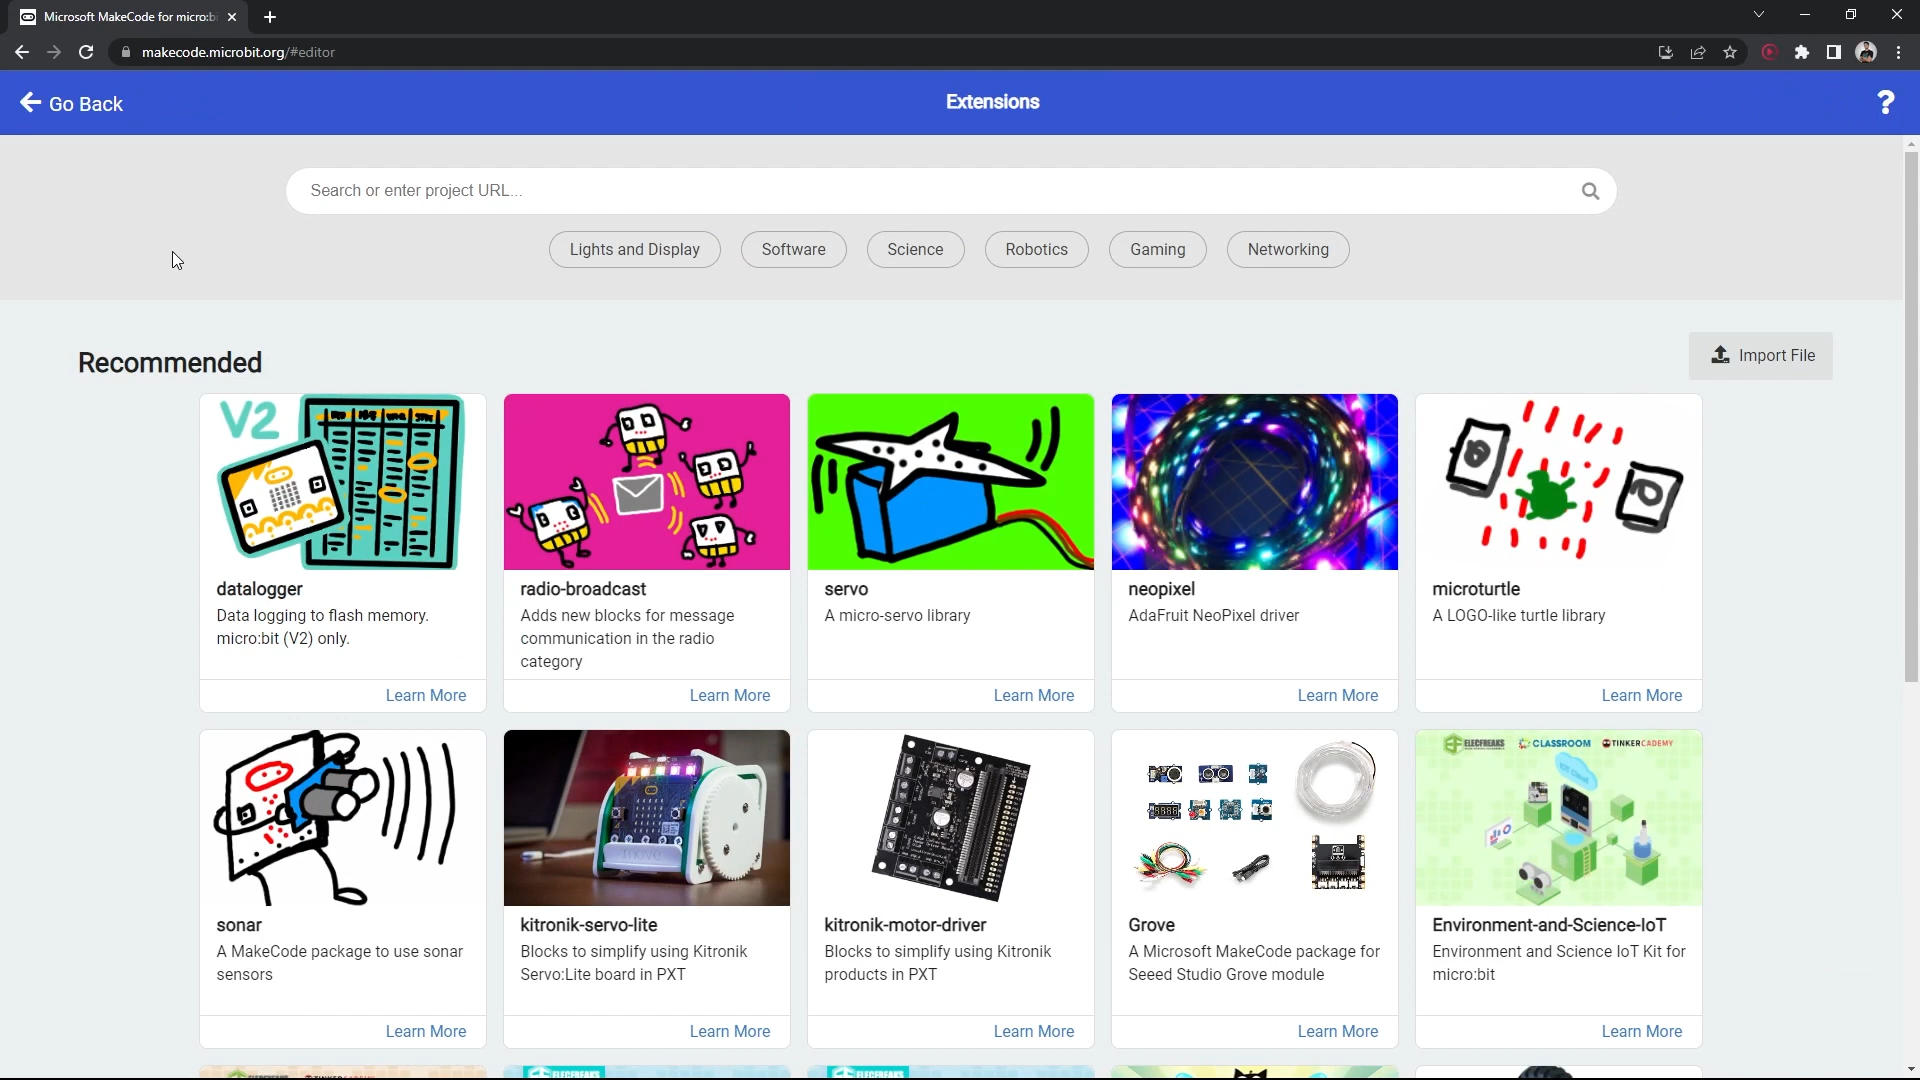 Microsoft MakeCode for micro:bi
makecode.microbit.org/#editor
Go Back
Extensions
?
Search or enter project URL...
Lights and Display
Software
Science
Robotics
Gaming
Networking
Recommended
Import File
V2
datalogger
Data logging to flash memory.
micro:bit (V2) only.
Learn More
radio-broadcast
Adds new blocks for message
communication in the radio
category
Learn More
servo
A micro-servo library
Learn More
neopixel
AdaFruit NeoPixel driver
Learn More
microturtle
A LOGO-like turtle library
Learn More
sonar
A MakeCode package to use sonar
sensors
Learn More
kitronik-servo-lite
Blocks to simplify using Kitronik
Servo:Lite board in PXT
Learn More
kitronik-motor-driver
Blocks to simplify using Kitronik
products in PXT
Learn More
Grove
A Microsoft MakeCode package for
Seeed Studio Grove module
Learn More
ELECFREAKS CLASSROOM TINKERCADEMY
Environment-and-Science-IoT
Environment and Science IoT Kit for
micro:bit
Learn More
ELECFREAKS
ELECFREAKS